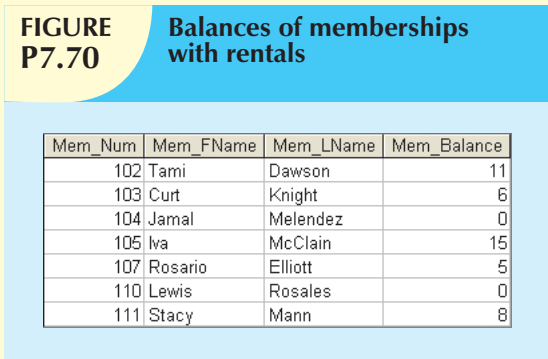 FIGURE
P7.70
Balances of memberships
with rentals
Mem_Num Mem_FName Mem_LName Mem_Balance
102 Tami Dawson 11
103 Curt Knight 6
104 Jamal Melendez 0
105 Iva McClain 15
107 Rosario Elliott 5
110 Lewis Rosales 0
111 Stacy Mann 8